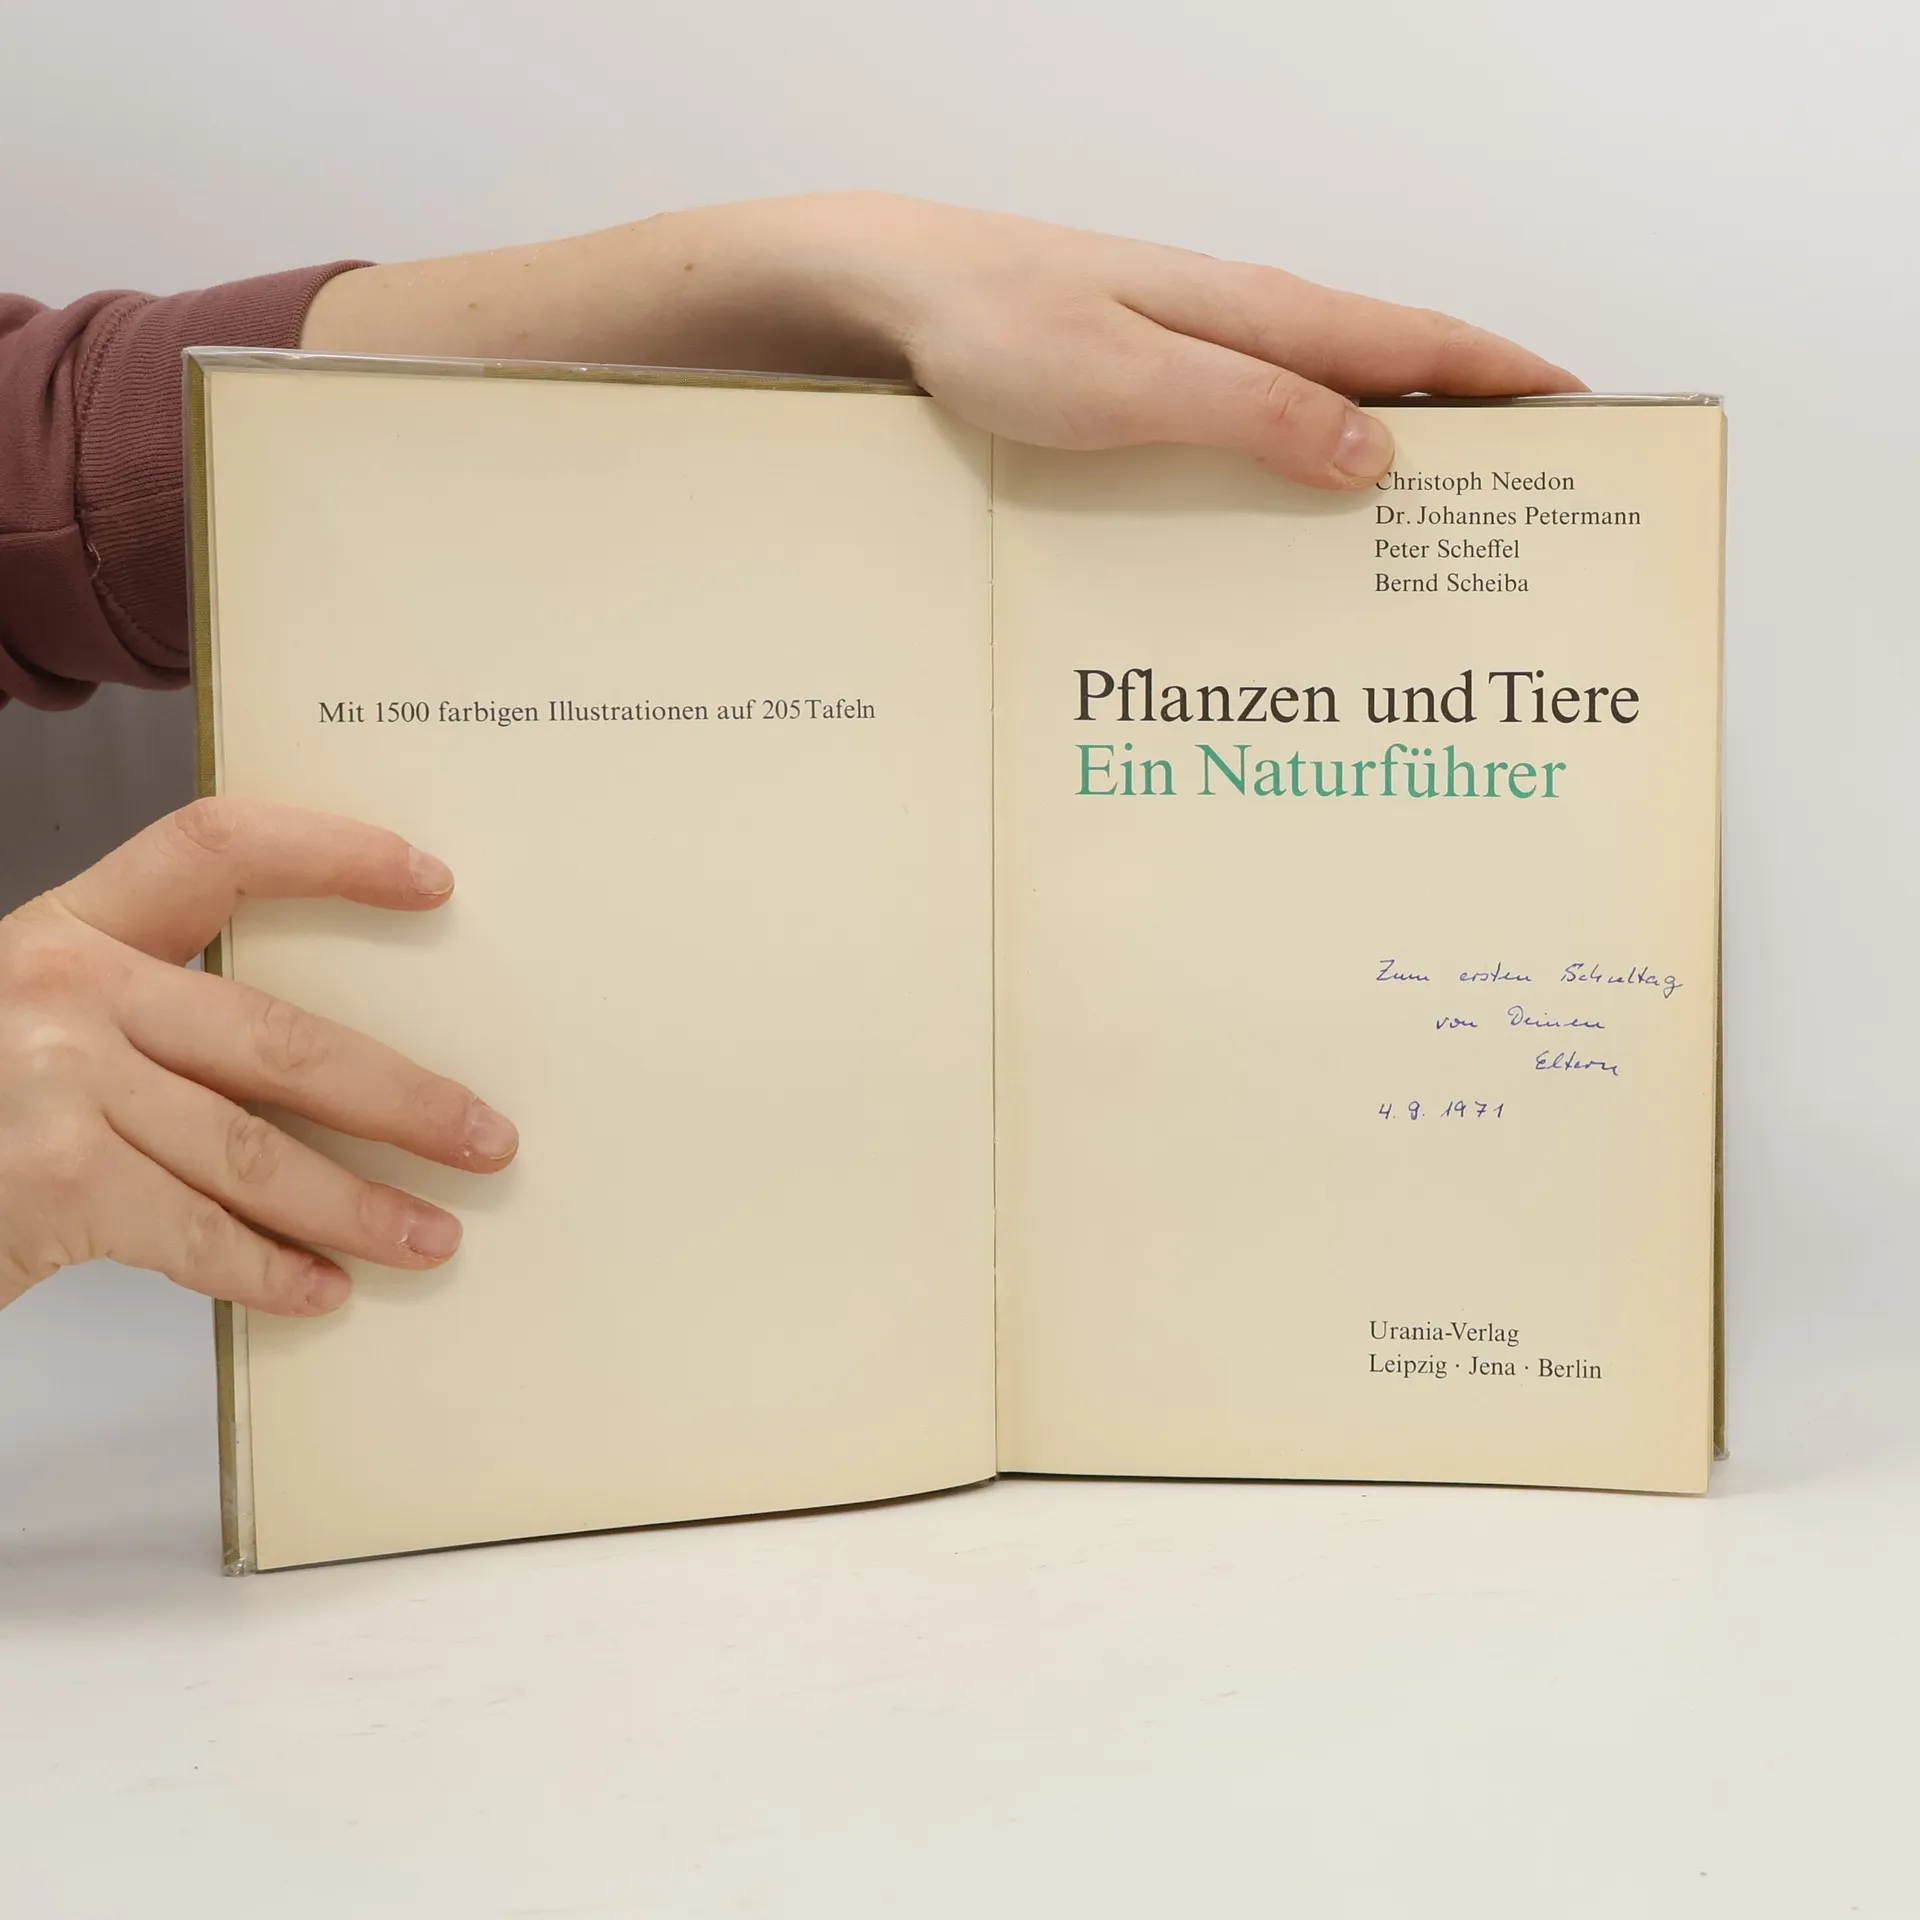 Mit 1500 farbigen Illustrationen auf 205 Tafeln
Christoph Needon
Dr. Johannes Petermann
Peter Scheffel
Bernd Scheiba
Pflanzen und Tiere
Ein Naturführer
Zum ersten Schultag
von Deinen
Eltern
4. 9. 1971
Urania-Verlag
Leipzig · Jena · Berlin